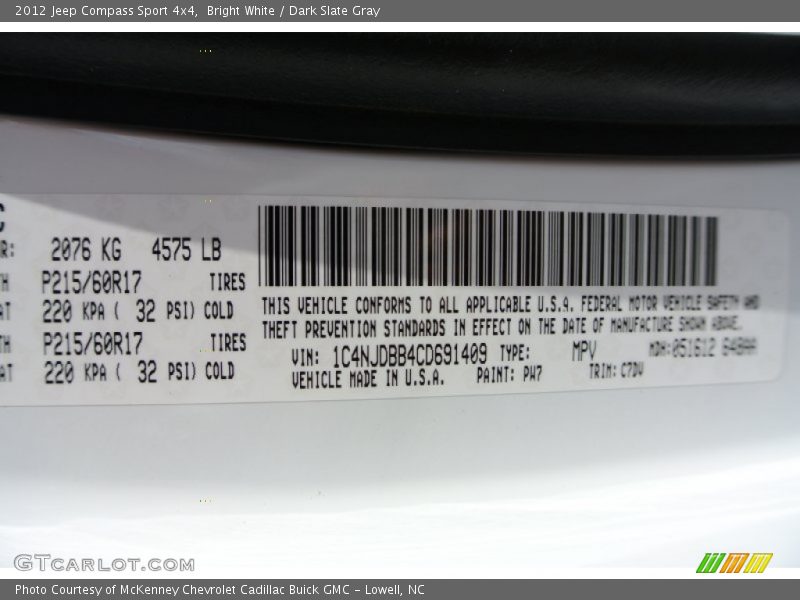 2012 Jeep Compass Sport 4x4, Bright White / Dark Slate Gray
2076 KG 4575 LB
P215/60R17 TIRES
220 KPA ( 32 PSI) COLD
P215/60R17 TIRES
220 KPA ( 32 PSI) COLD
THIS VEHICLE CONFORMS TO ALL APPLICABLE U.S.A. FEDERAL MOTOR VEHICLE SAFETY AND
THEFT PREVENTION STANDARDS IN EFFECT ON THE DATE OF MANUFACTURE SHOWN ABOVE.
VIN: 1C4NJDBB4CD691409 TYPE: MPV MDH:051612
VEHICLE MADE IN U.S.A. PAINT: PW7 TRIM: C7DV
GTCARLOT.COM
Photo Courtesy of McKenney Chevrolet Cadillac Buick GMC - Lowell, NC